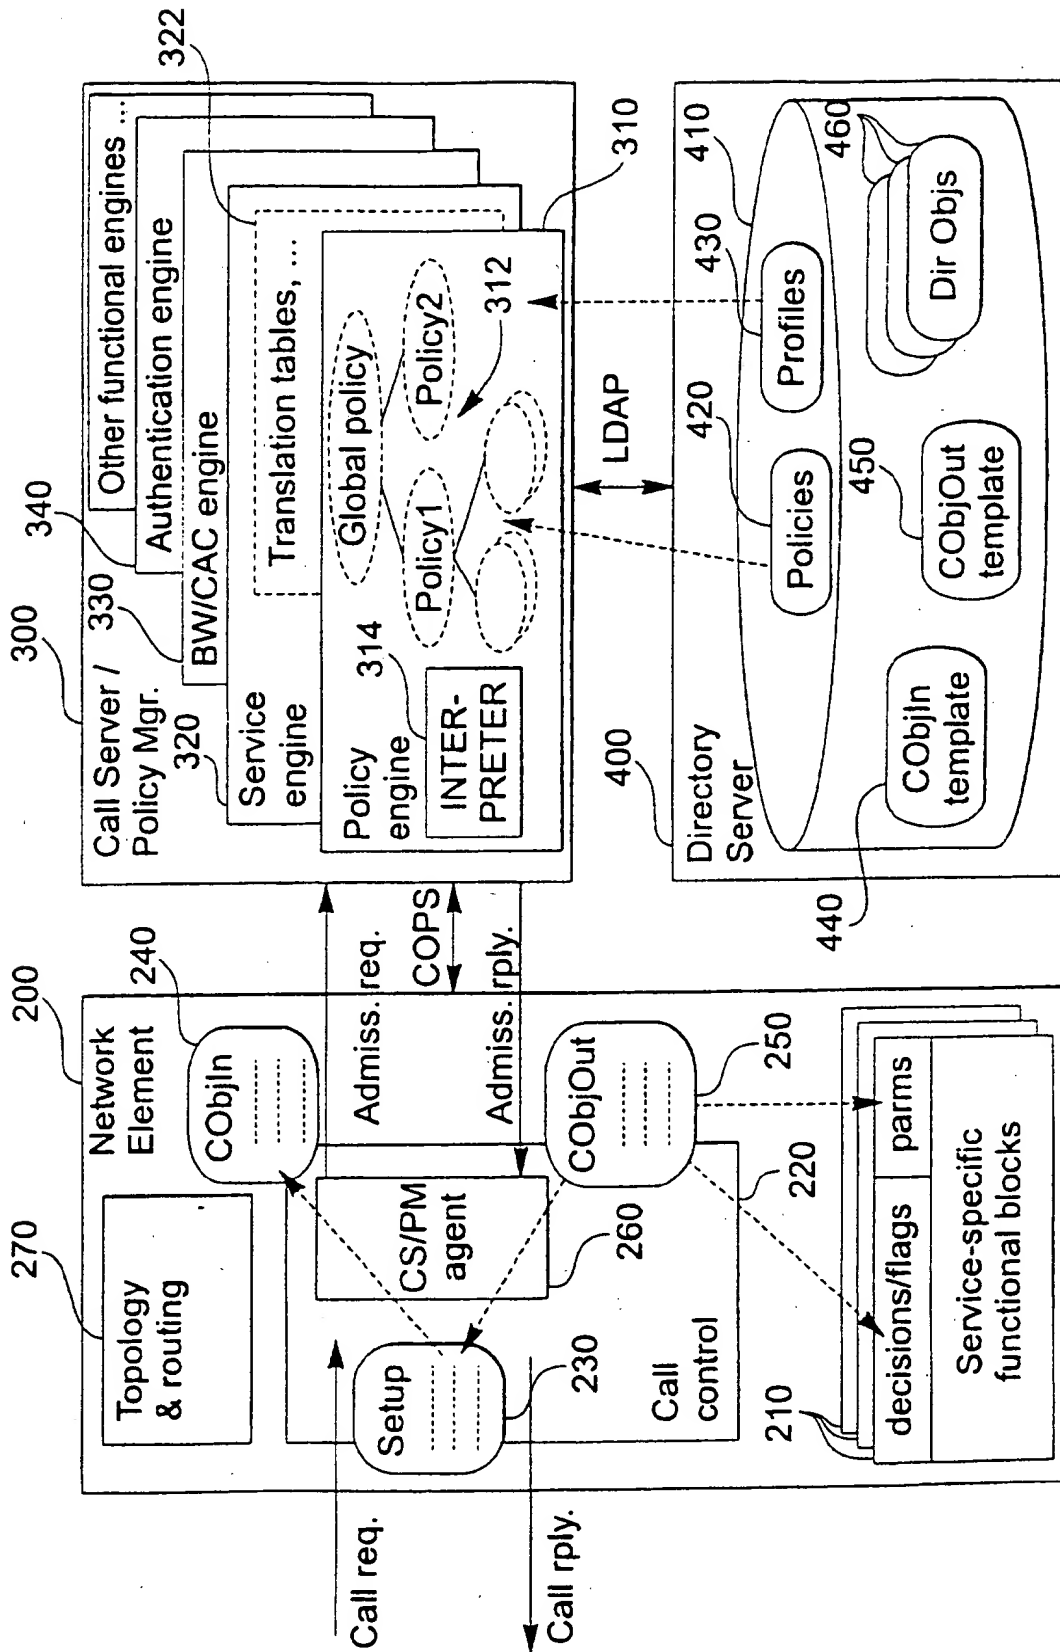 200
Network
Element
270
Topology
& routing
240
CObjIn
Call req.
Call rply.
Setup
230
CS/PM
agent
260
Call
control
220
CObjOut
250
210
decisions/flags
parms
Service-specific
functional blocks
Admiss. req.
COPS
Admiss. rply.
300
Call Server /
Policy Mgr.
320
330
340
Other functional engines ...
Authentication engine
BW/CAC engine
Service
engine
322
Translation tables, ...
310
Policy
engine
314
INTER-
PRETER
Global policy
Policy1
Policy2
312
LDAP
400
Directory
Server
420
Policies
430
Profiles
410
440
CObjIn
template
450
CObjOut
template
460
Dir Objs